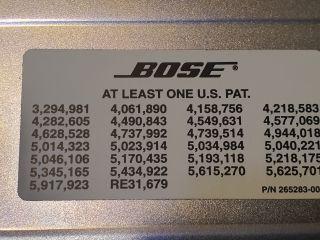 BOSE®
AT LEAST ONE U.S. PAT.
3,294,981 4,061,890 4,158,756 4,218,583
4,282,605 4,490,843 4,549,631 4,577,069
4,628,528 4,737,992 4,739,514 4,944,018
5,014,323 5,023,914 5,034,984 5,040,221
5,046,106 5,170,435 5,193,118 5,218,175
5,345,165 5,434,922 5,615,270 5,625,701
5,917,923 RE31,679
P/N 265283-00